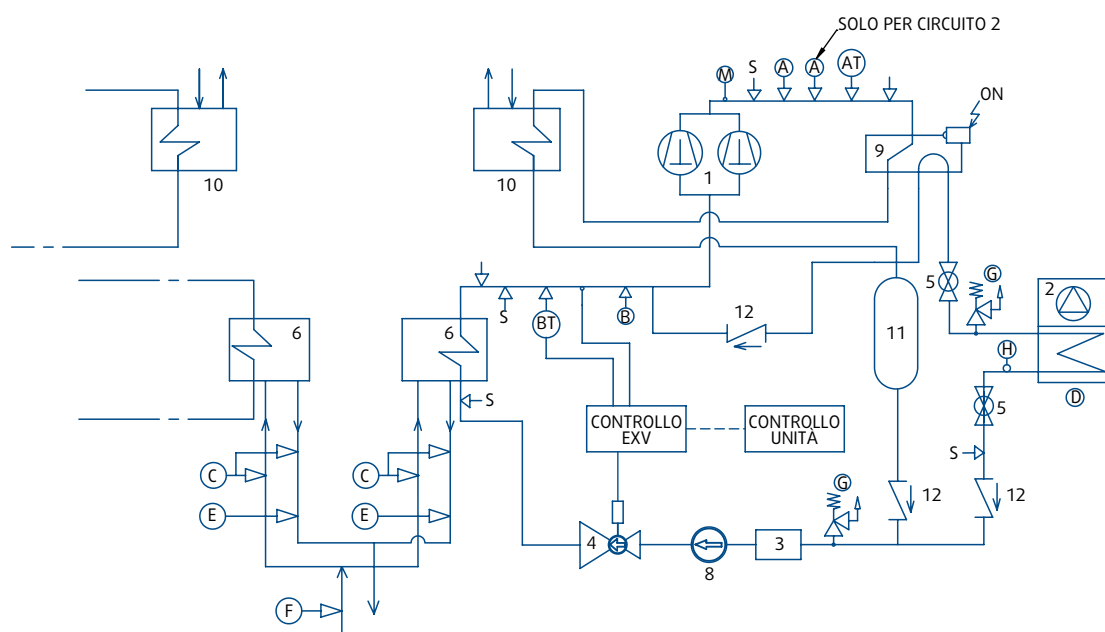 SOLO PER CIRCUITO 2
M S A A AT
ON
10 10 1 9
5 G 2
S BT B 12 11 H
6 6
D
S 5
CONTROLLO EXV
CONTROLLO UNITÀ
S
C C
G 12 12
E E
4 8 3
F